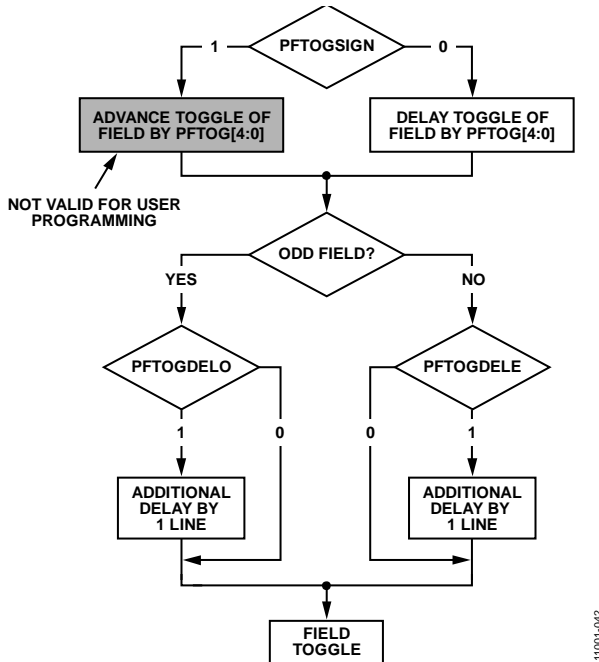 PFTOGSIGN
1
0
ADVANCE TOGGLE OF
FIELD BY PFTOG[4:0]
DELAY TOGGLE OF
FIELD BY PFTOG[4:0]
NOT VALID FOR USER
PROGRAMMING
ODD FIELD?
YES
NO
PFTOGDELO
PFTOGDELE
1
0
0
1
ADDITIONAL
DELAY BY
1 LINE
ADDITIONAL
DELAY BY
1 LINE
FIELD
TOGGLE
11001-042